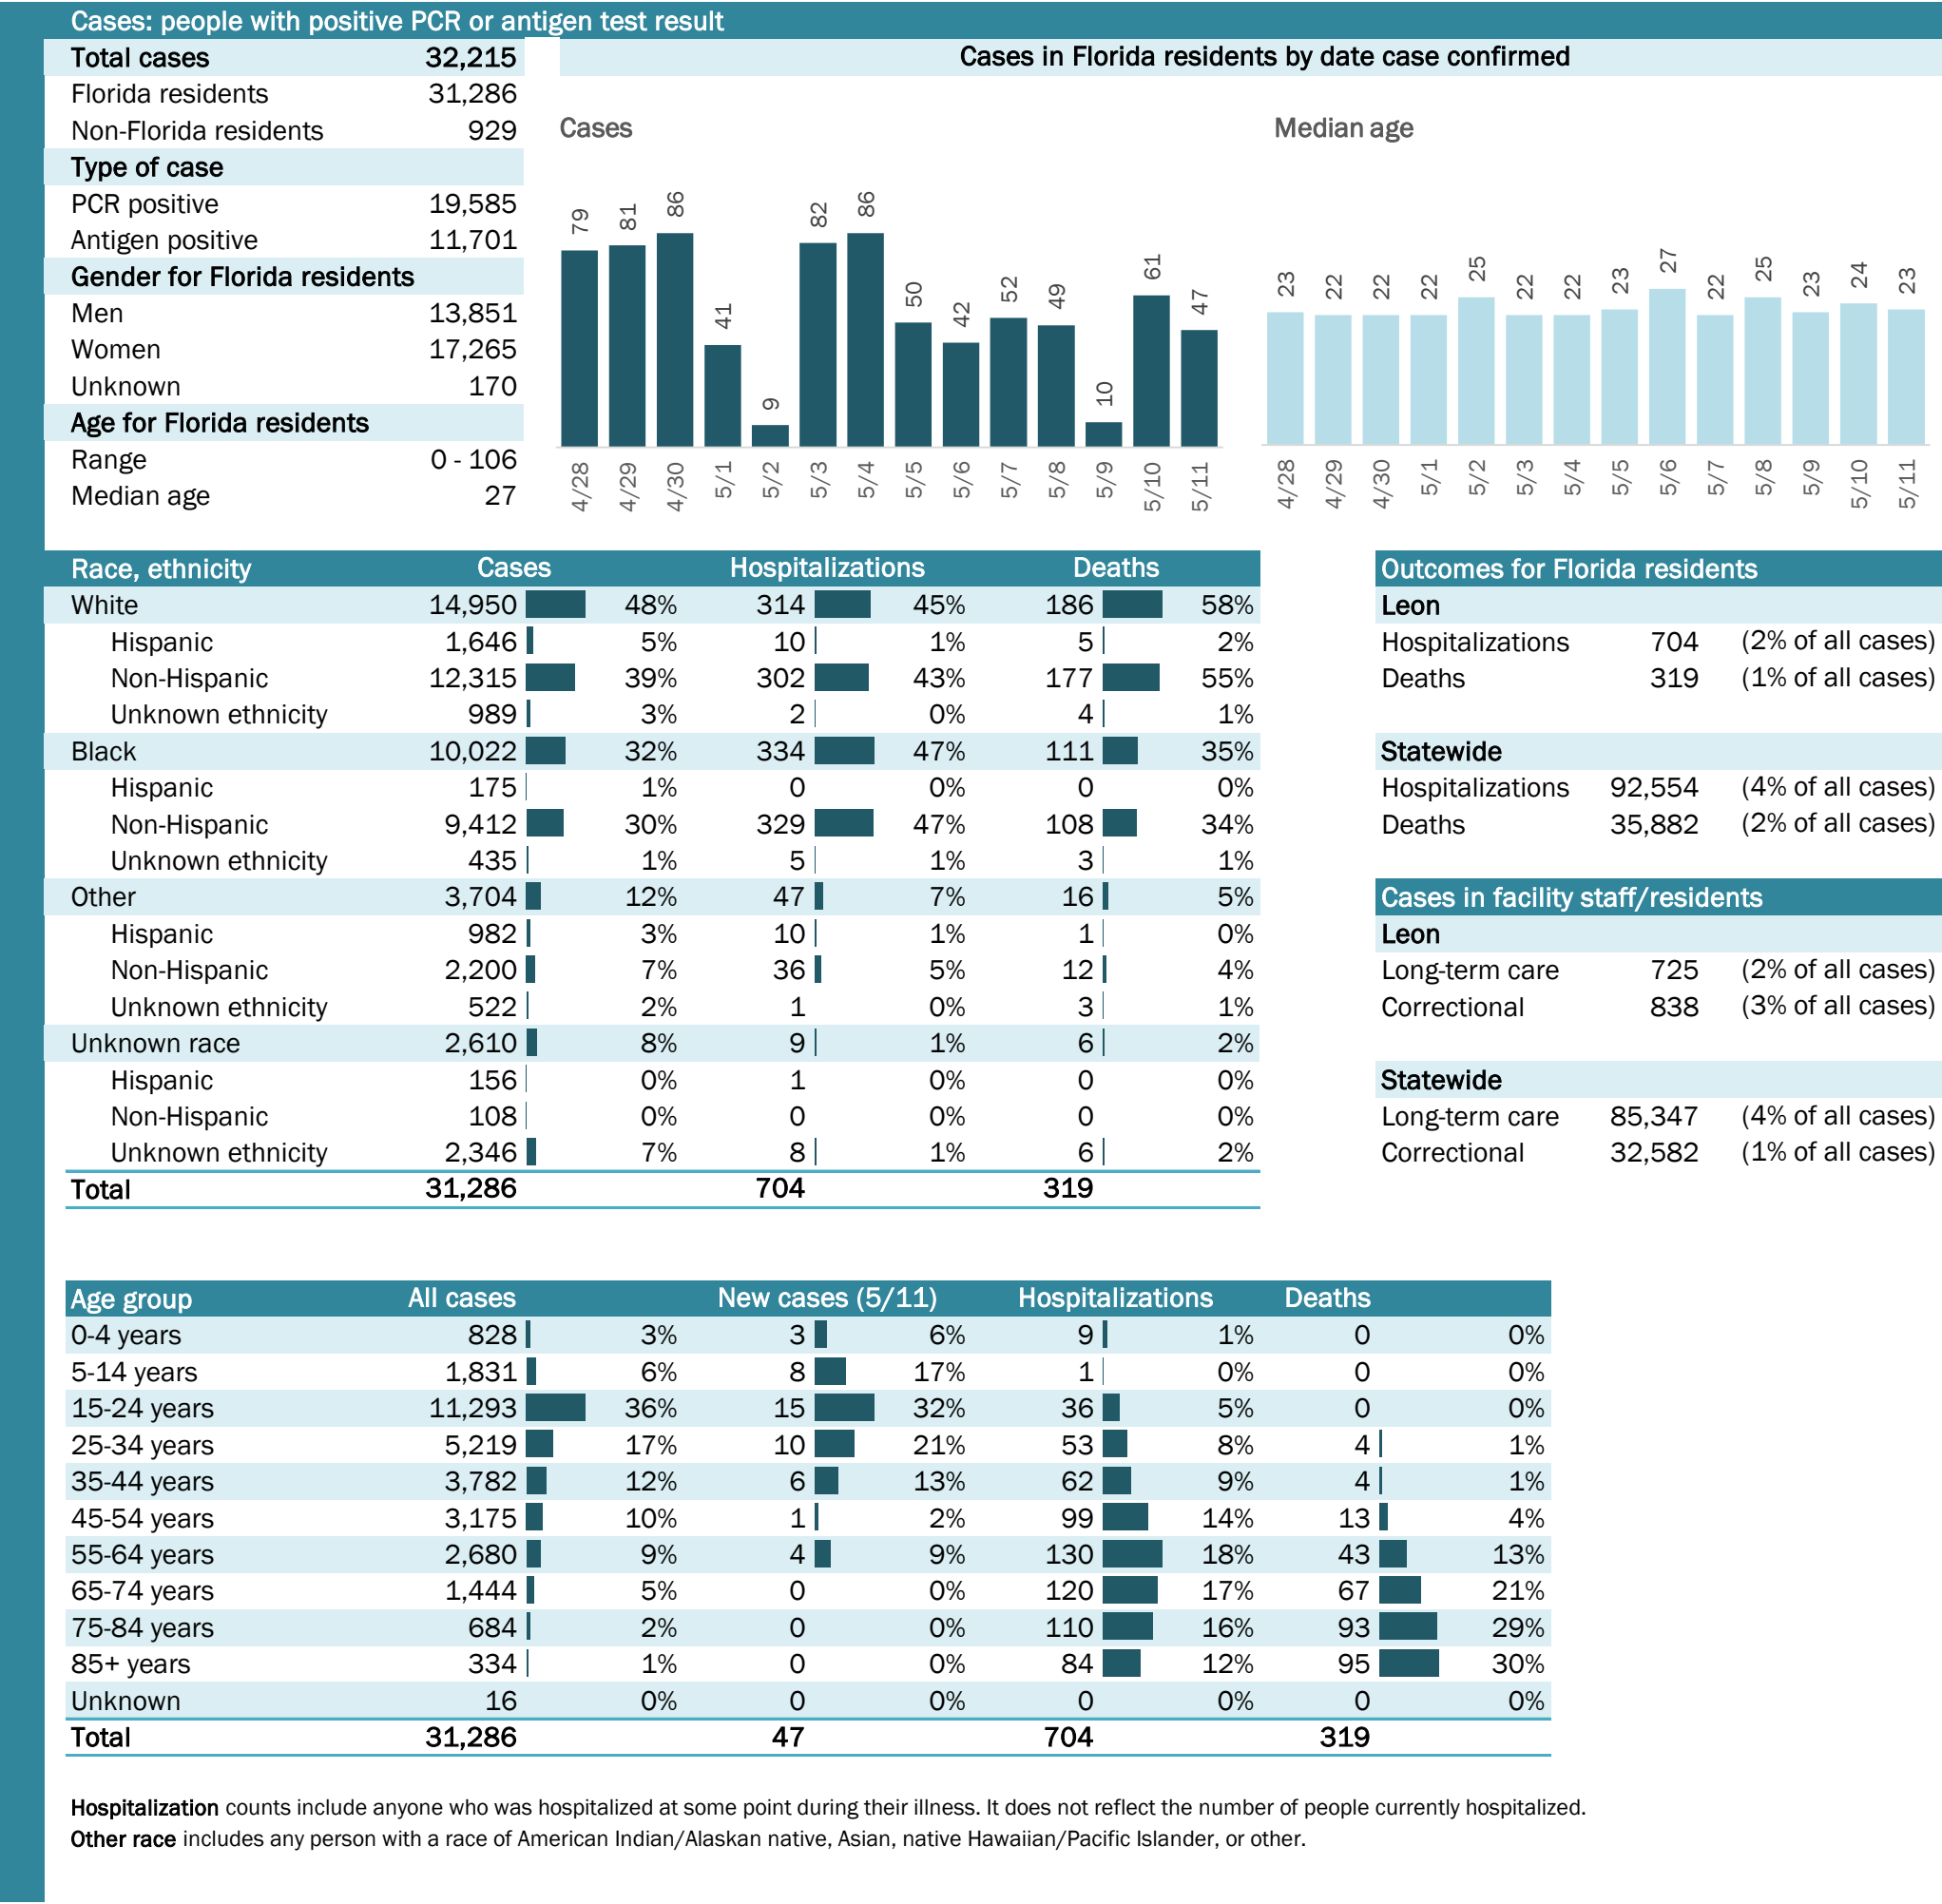 Cases: people with positive PCR or antigen test result
Total cases 32,215
Florida residents 31,286
Non-Florida residents 929
Type of case
PCR positive 19,585
Antigen positive 11,701
Gender for Florida residents
Men 13,851
Women 17,265
Unknown 170
Age for Florida residents
Range 0 - 106
Median age 27
Cases in Florida residents by date case confirmed
Cases
79 81 86 41 9 82 86 50 42 52 49 10 61 47
4/28 4/29 4/30 5/1 5/2 5/3 5/4 5/5 5/6 5/7 5/8 5/9 5/10 5/11
Median age
23 22 22 22 25 22 22 23 27 22 25 23 24 23
4/28 4/29 4/30 5/1 5/2 5/3 5/4 5/5 5/6 5/7 5/8 5/9 5/10 5/11
Race, ethnicity Cases Hospitalizations Deaths
White 14,950 48% 314 45% 186 58%
Hispanic 1,646 5% 10 1% 5 2%
Non-Hispanic 12,315 39% 302 43% 177 55%
Unknown ethnicity 989 3% 2 0% 4 1%
Black 10,022 32% 334 47% 111 35%
Hispanic 175 1% 0 0% 0 0%
Non-Hispanic 9,412 30% 329 47% 108 34%
Unknown ethnicity 435 1% 5 1% 3 1%
Other 3,704 12% 47 7% 16 5%
Hispanic 982 3% 10 1% 1 0%
Non-Hispanic 2,200 7% 36 5% 12 4%
Unknown ethnicity 522 2% 1 0% 3 1%
Unknown race 2,610 8% 9 1% 6 2%
Hispanic 156 0% 1 0% 0 0%
Non-Hispanic 108 0% 0 0% 0 0%
Unknown ethnicity 2,346 7% 8 1% 6 2%
Total 31,286 704 319
Outcomes for Florida residents
Leon
Hospitalizations 704 (2% of all cases)
Deaths 319 (1% of all cases)
Statewide
Hospitalizations 92,554 (4% of all cases)
Deaths 35,882 (2% of all cases)
Cases in facility staff/residents
Leon
Long-term care 725 (2% of all cases)
Correctional 838 (3% of all cases)
Statewide
Long-term care 85,347 (4% of all cases)
Correctional 32,582 (1% of all cases)
Age group All cases New cases (5/11) Hospitalizations Deaths
0-4 years 828 3% 3 6% 9 1% 0 0%
5-14 years 1,831 6% 8 17% 1 0% 0 0%
15-24 years 11,293 36% 15 32% 36 5% 0 0%
25-34 years 5,219 17% 10 21% 53 8% 4 1%
35-44 years 3,782 12% 6 13% 62 9% 4 1%
45-54 years 3,175 10% 1 2% 99 14% 13 4%
55-64 years 2,680 9% 4 9% 130 18% 43 13%
65-74 years 1,444 5% 0 0% 120 17% 67 21%
75-84 years 684 2% 0 0% 110 16% 93 29%
85+ years 334 1% 0 0% 84 12% 95 30%
Unknown 16 0% 0 0% 0 0% 0 0%
Total 31,286 47 704 319
Hospitalization counts include anyone who was hospitalized at some point during their illness. It does not reflect the number of people currently hospitalized.
Other race includes any person with a race of American Indian/Alaskan native, Asian, native Hawaiian/Pacific Islander, or other.